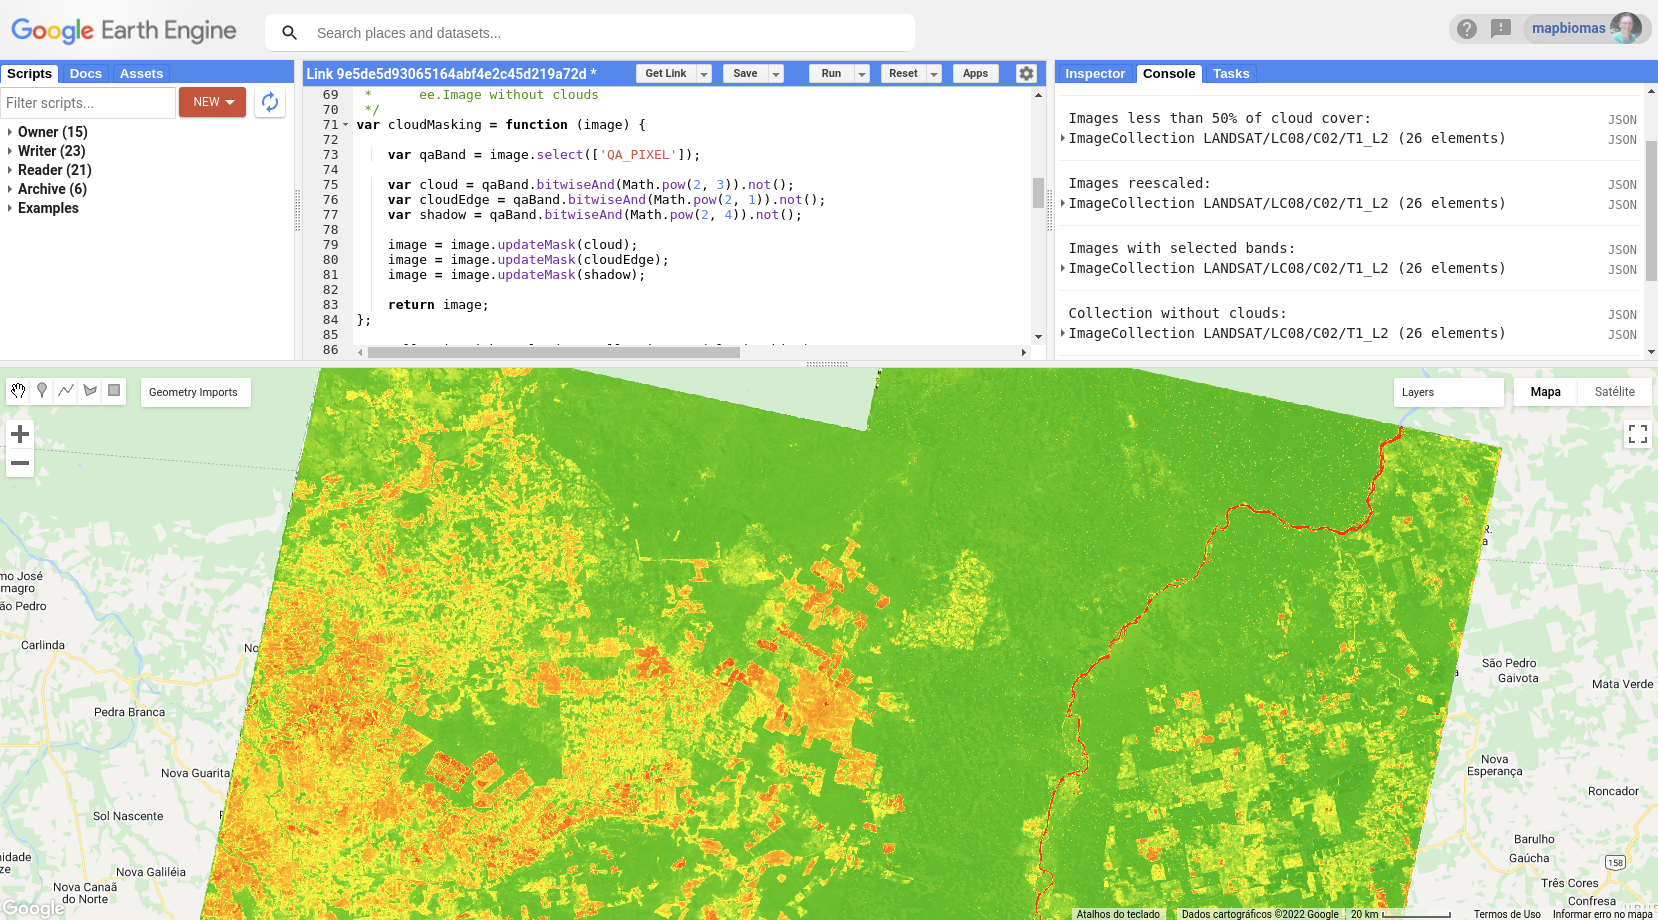 Google Earth Engine
Search places and datasets...
mapbiomas
Scripts
Docs
Assets
Filter scripts...
NEW
Owner (15)
Writer (23)
Reader (21)
Archive (6)
Examples
Link 9e5de5d93065164abf4e2c45d219a72d *
Get Link
Save
Run
Reset
Apps
69 * ee.Image without clouds
70 */
71 var cloudMasking = function (image) {
72
73 var qaBand = image.select(['QA_PIXEL']);
74
75 var cloud = qaBand.bitwiseAnd(Math.pow(2, 3)).not();
76 var cloudEdge = qaBand.bitwiseAnd(Math.pow(2, 1)).not();
77 var shadow = qaBand.bitwiseAnd(Math.pow(2, 4)).not();
78
79 image = image.updateMask(cloud);
80 image = image.updateMask(cloudEdge);
81 image = image.updateMask(shadow);
82
83 return image;
84 };
85
86
Inspector
Console
Tasks
Images less than 50% of cloud cover:
JSON
ImageCollection LANDSAT/LC08/C02/T1_L2 (26 elements)
JSON
Images reescaled:
JSON
ImageCollection LANDSAT/LC08/C02/T1_L2 (26 elements)
JSON
Images with selected bands:
JSON
ImageCollection LANDSAT/LC08/C02/T1_L2 (26 elements)
JSON
Collection without clouds:
JSON
ImageCollection LANDSAT/LC08/C02/T1_L2 (26 elements)
JSON
Geometry Imports
Layers
Mapa
Satélite
R.
a
mo José
magro
ão Pedro
Carlinda
No
São Pedro
Gaivota
a
Mata Verde
Pedra Branca
Nova Guarita
Nova
Esperança
Roncador
Sol Nascente
F
Barulho
Gaúcha
158
nidade
ze
Nova Galiléia
Três Cores
Nova Canaã
do Norte
Confresa
Google
Atalhos do teclado
Dados cartográficos ©2022 Google
20 km
Termos de Uso
Informar erro no mapa